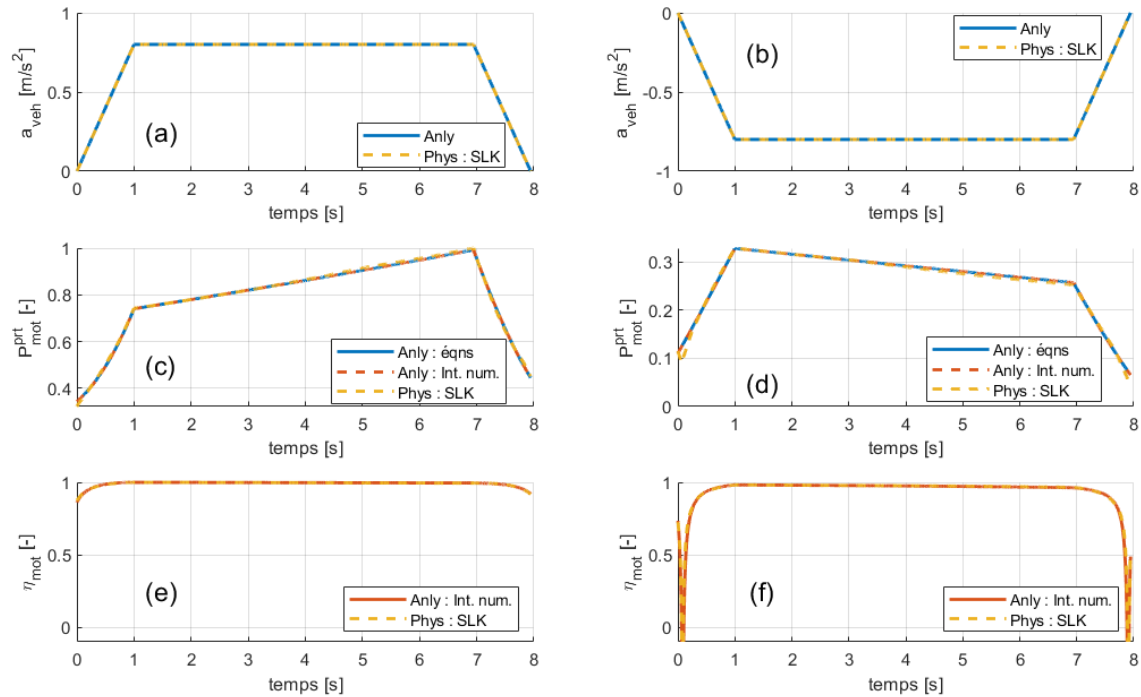 1
0.5
0
a_veh [m/s²]
(a)
Anly
Phys : SLK
0 1 2 3 4 5 6 7 8
temps [s]
0
-0.5
-1
a_veh [m/s²]
(b)
Anly
Phys : SLK
0 1 2 3 4 5 6 7 8
temps [s]
1
0.8
0.6
0.4
P_mot^prt [-]
(c)
Anly : éqns
Anly : Int. num.
Phys : SLK
0 1 2 3 4 5 6 7 8
temps [s]
0.3
0.2
0.1
0
P_mot^prt [-]
(d)
Anly : éqns
Anly : Int. num.
Phys : SLK
0 1 2 3 4 5 6 7 8
temps [s]
1
0.5
0
η_mot [-]
(e)
Anly : Int. num.
Phys : SLK
0 1 2 3 4 5 6 7 8
temps [s]
1
0.5
0
η_mot [-]
(f)
Anly : Int. num.
Phys : SLK
0 1 2 3 4 5 6 7 8
temps [s]